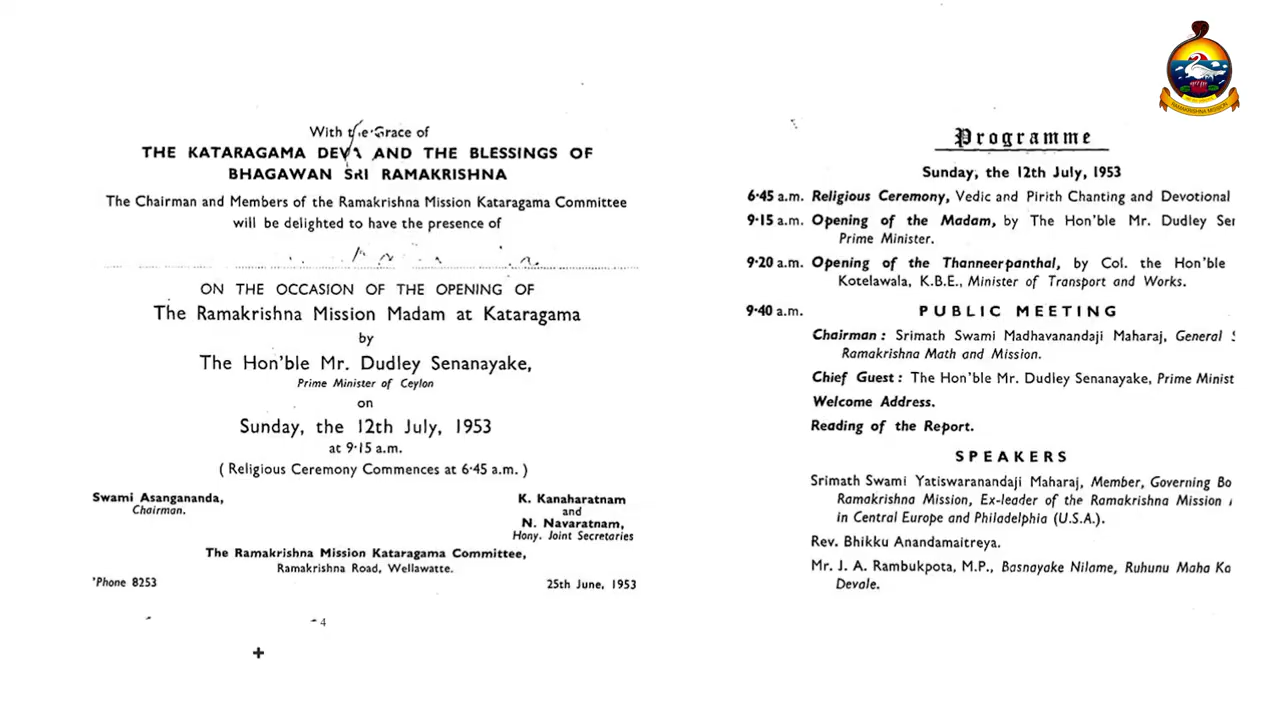 With the Grace of
THE KATARAGAMA DEVA AND THE BLESSINGS OF
BHAGAWAN SRI RAMAKRISHNA
The Chairman and Members of the Ramakrishna Mission Kataragama Committee
will be delighted to have the presence of
ON THE OCCASION OF THE OPENING OF
The Ramakrishna Mission Madam at Kataragama
by
The Hon'ble Mr. Dudley Senanayake,
Prime Minister of Ceylon
on
Sunday, the 12th July, 1953
at 9·15 a.m.
( Religious Ceremony Commences at 6·45 a.m. )
Swami Asangananda,
Chairman.
K. Kanaharatnam
and
N. Navaratnam,
Hony. Joint Secretaries
The Ramakrishna Mission Kataragama Committee,
Ramakrishna Road, Wellawatte.
'Phone 8253
25th June, 1953
4
Programme
Sunday, the 12th July, 1953
6·45 a.m. Religious Ceremony, Vedic and Pirith Chanting and Devotional
9·15 a.m. Opening of the Madam, by The Hon'ble Mr. Dudley
Prime Minister.
9·20 a.m. Opening of the Thanneerpanthal, by Col. the Hon'ble
Kotelawala, K.B.E., Minister of Transport and Works.
9·40 a.m. PUBLIC MEETING
Chairman : Srimath Swami Madhavanandaji Maharaj, General
Ramakrishna Math and Mission.
Chief Guest : The Hon'ble Mr. Dudley Senanayake, Prime Minist
Welcome Address.
Reading of the Report.
SPEAKERS
Srimath Swami Yatiswaranandaji Maharaj, Member, Governing Bo
Ramakrishna Mission, Ex-leader of the Ramakrishna Mission
in Central Europe and Philadelphia (U.S.A.).
Rev. Bhikku Anandamaitreya.
Mr. J. A. Rambukpota, M.P., Basnayake Nilame, Ruhunu Maha Ka
Devale.
RAMAKRISHNA MISSION